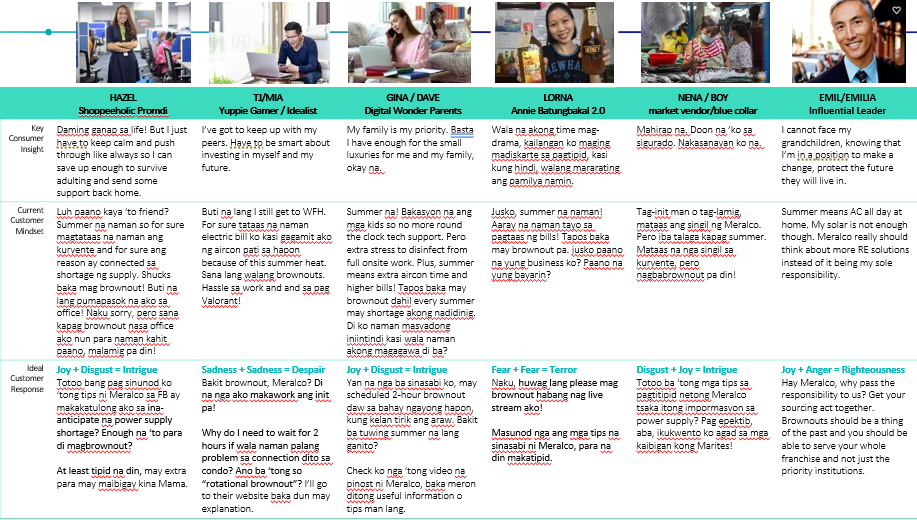 HAZEL
Shoppeeholic Promdi
TJ/MIA
Yuppie Gamer / Idealist
GINA / DAVE
Digital Wonder Parents
LORNA
Annie Batungbakal 2.0
NENA / BOY
market vendor/blue collar
EMIL/EMILIA
Influential Leader
Key
Consumer
Insight
Daming ganap sa life! But I just
have to keep calm and push
through like always so I can
save up enough to survive
adulting and send some
support back home.
I've got to keep up with my
peers. Have to be smart about
investing in myself and my
future.
My family is my priority. Basta
I have enough for the small
luxuries for me and my family,
okay na.
Wala na akong time mag-
drama, kailangan ko maging
madiskarte sa pagtipid, kasi
kung hindi, walang mararating
ang pamilya namin.
Mahirap na. Doon na 'ko sa
sigurado. Nakasanayan ko na.
I cannot face my
grandchildren, knowing that
I'm in a position to make a
change, protect the future
they will live in.
Current
Customer
Mindset
Luh paano kaya 'to friend?
Summer na naman so for sure
magtataas na naman ang
kuryente and for sure ang
reason ay connected sa
shortage ng supply. Shucks
baka mag brownout! Buti na
lang pumapasok na ako sa
office! Naku sorry, pero sana
kapag brownout nasa office
ako nun para naman kahit
paano, malamig pa din!
Buti na lang I still get to WFH.
For sure tataas na naman
electric bill ko kasi gagamit ako
ng aircon pati sa hapon
because of this summer heat.
Sana lang walang brownouts.
Hassle sa work and and sa pag
Valorant!
Summer na! Bakasyon na ang
mga kids so no more round
the clock tech support. Pero
extra stress to disinfect from
full onsite work. Plus, summer
means extra aircon time and
higher bills! Tapos baka may
brownout dahil every summer
may shortage akong nadidinig.
Di ko naman masyadong
iniintindi kasi wala naman
akong magagawa di ba?
Jusko, summer na naman!
Aaray na naman tayo sa
pagtaas ng bills! Tapos baka
may brownout pa. jusko paano
na yung business ko? Paano na
yung bayarin?
Tag-init man o tag-lamig,
mataas ang singil ng Meralco.
Pero iba talaga kapag summer.
Mataas na nga singil sa
kuryente, pero
nagbabrownout pa din!
Summer means AC all day at
home. My solar is not enough
though. Meralco really should
think about more RE solutions
instead of it being my sole
responsibility.
Ideal
Customer
Response
Joy + Disgust = Intrigue
Totoo bang pag sinunod ko
'tong tips ni Meralco sa FB ay
makakatulong ako sa ina-
anticipate na power supply
shortage? Enough na 'to para
di magbrownout?
At least tipid na din, may extra
para may maibigay kina Mama.
Sadness + Sadness = Despair
Bakit brownout, Meralco? Di
na nga ako makawork ang init
pa!
Why do I need to wait for 2
hours if wala naman palang
problem sa connection dito sa
condo? Ano ba 'tong so
"rotational brownout"? I'll go
to their website baka dun may
explanation.
Joy + Disgust = Intrigue
Yan na nga ba sinasabi ko, may
scheduled 2-hour brownout
daw sa bahay ngayong hapon,
kung kelan tirik ang araw. Bakit
ba tuwing summer na lang
ganito?
Check ko nga 'tong video na
pinost ni Meralco, baka meron
ditong useful information o
tips man lang.
Fear + Fear = Terror
Naku, huwag lang please mag
brownout habang nag live
stream ako!
Masunod nga ang mga tips na
sinasabi ni Meralco, para na
din makatipid.
Disgust + Joy = Intrigue
Totoo ba 'tong mga tips sa
pagtitipid netong Meralco
tsaka itong impormasyon sa
power supply? Pag epektib,
aba, ikukwento ko agad sa mga
kaibigan kong Marites!
Joy + Anger = Righteousness
Hay Meralco, why pass the
responsibility to us? Get your
sourcing act together.
Brownouts should be a thing
of the past and you should be
able to serve your whole
franchise and not just the
priority institutions.